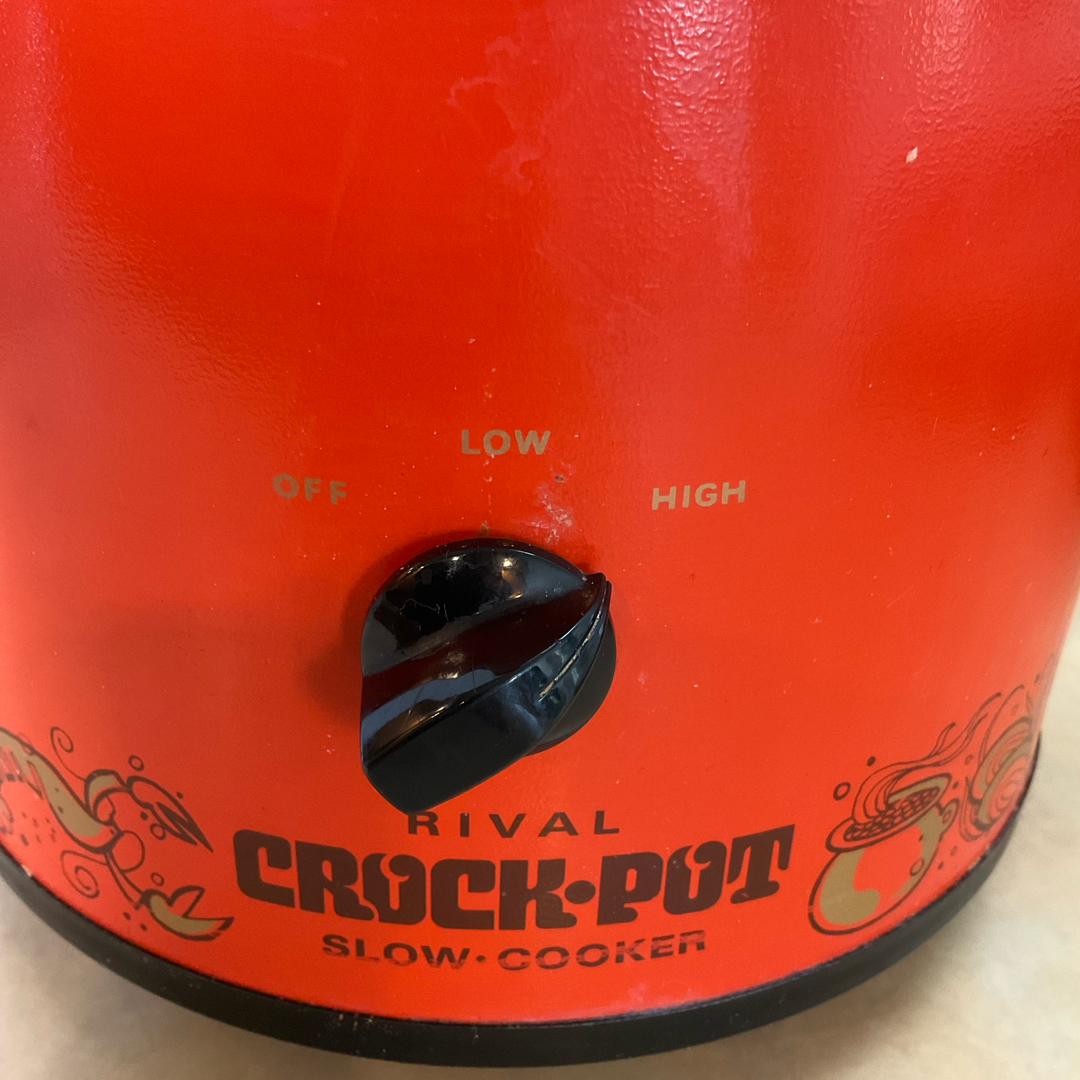 LOW
OFF
HIGH
RIVAL
CROCK•POT
SLOW•COOKER